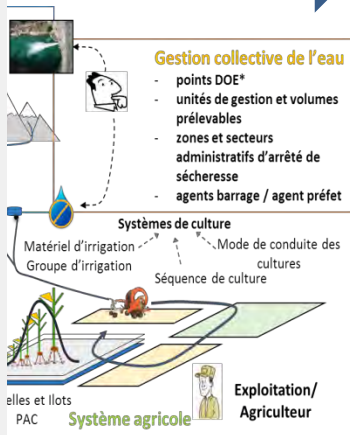 Gestion collective de l'eau
- points DOE*
- unités de gestion et volumes
prélevables
- zones et secteurs
administratifs d'arrêté de
sécheresse
- agents barrage / agent préfet
Systèmes de culture
Matériel d'irrigation
Groupe d'irrigation
Mode de conduite des
cultures
Séquence de culture
elles et Ilots
PAC
Système agricole
Exploitation/
Agriculteur